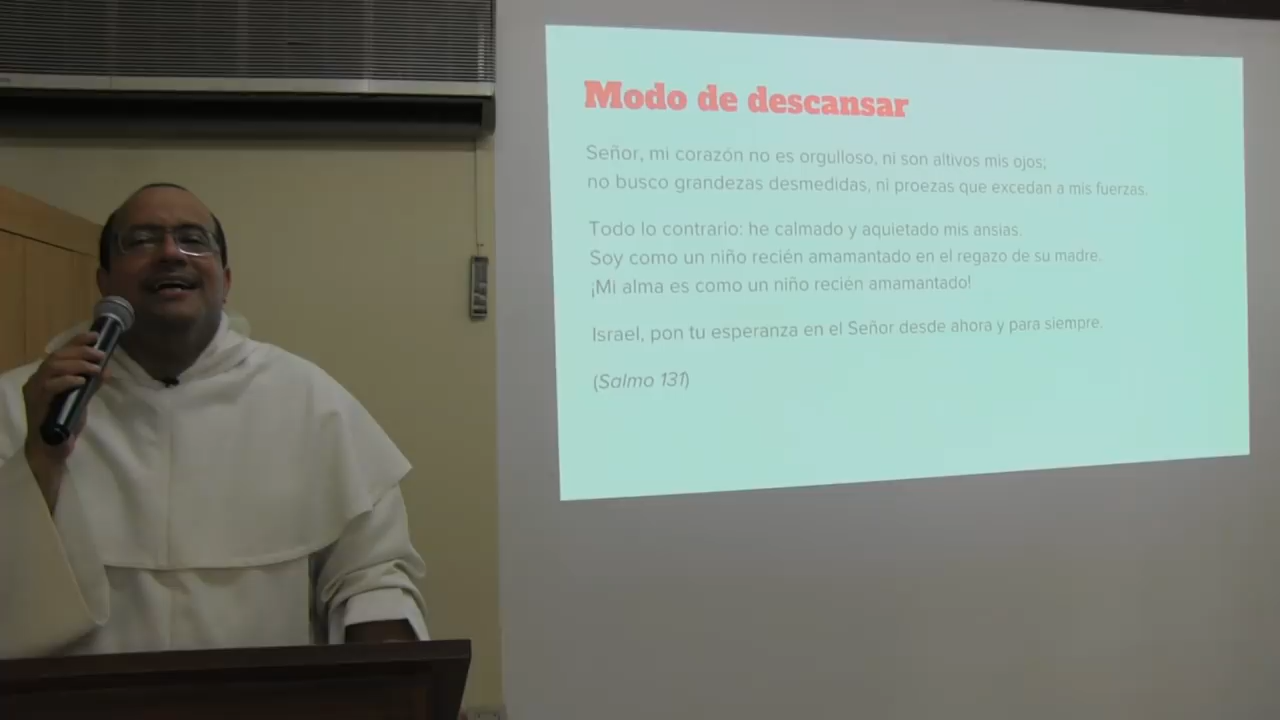 Modo de descansar
Señor, mi corazón no es orgulloso, ni son altivos mis ojos;
no busco grandezas desmedidas, ni proezas que excedan a mis fuerzas.
Todo lo contrario: he calmado y aquietado mis ansias.
Soy como un niño recién amamantado en el regazo de su madre.
¡Mi alma es como un niño recién amamantado!
Israel, pon tu esperanza en el Señor desde ahora y para siempre.
(Salmo 131)